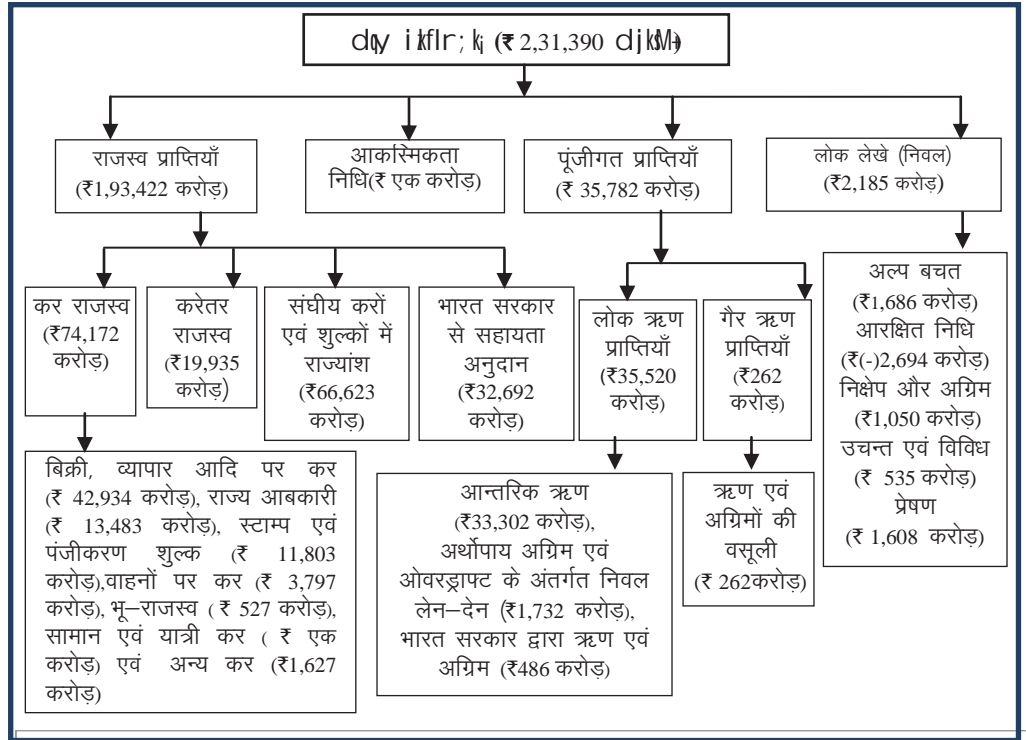 (₹ 2,31,390
राजस्व प्राप्तियाँ
(₹1,93,422 करोड़)
आकस्मिकता
निधि(₹ एक करोड़)
पूंजीगत प्राप्तियाँ
(₹ 35,782 करोड़)
लोक लेखे (निवल)
(₹2,185 करोड़)
कर राजस्व
(₹74,172
करोड़)
करेतर
राजस्व
(₹19,935
करोड़)
संघीय करों
एवं शुल्कों में
राज्यांश
(₹66,623
करोड़)
भारत सरकार
से सहायता
अनुदान
(₹32,692
करोड़)
लोक ऋण
प्राप्तियाँ
(₹35,520
करोड़)
गैर ऋण
प्राप्तियाँ
(₹262
करोड़)
अल्प बचत
(₹1,686 करोड़)
आरक्षित निधि
(₹(-)2,694 करोड़)
निक्षेप और अग्रिम
(₹1,050 करोड़)
उचन्त एवं विविध
(₹ 535 करोड़)
प्रेषण
(₹ 1,608 करोड़)
बिक्री, व्यापार आदि पर कर
(₹ 42,934 करोड़), राज्य आबकारी
(₹ 13,483 करोड़), स्टाम्प एवं
पंजीकरण शुल्क (₹ 11,803
करोड़),वाहनों पर कर (₹ 3,797
करोड़), भू–राजस्व ( ₹ 527 करोड़),
सामान एवं यात्री कर ( ₹ एक
करोड़) एवं अन्य कर (₹1,627
करोड़)
आन्तरिक ऋण
(₹33,302 करोड़),
अर्थोपाय अग्रिम एवं
ओवरड्राफ्ट के अंतर्गत निवल
लेन–देन (₹1,732 करोड़),
भारत सरकार द्वारा ऋण एवं
अग्रिम (₹486 करोड़)
ऋण एवं
अग्रिमों की
वसूली
(₹ 262करोड़)